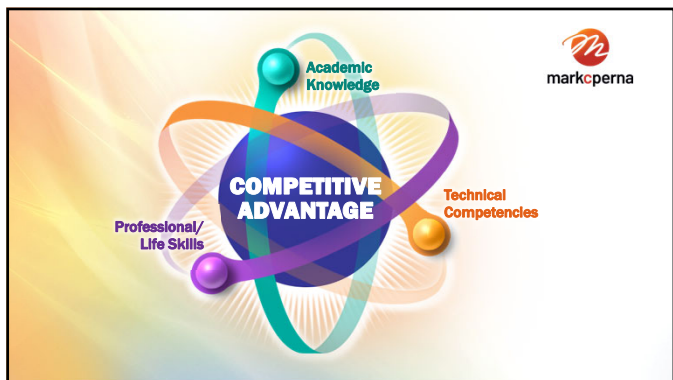 Academic
Knowledge
markcperna
COMPETITIVE
ADVANTAGE
Technical
Competencies
Professional/
Life Skills